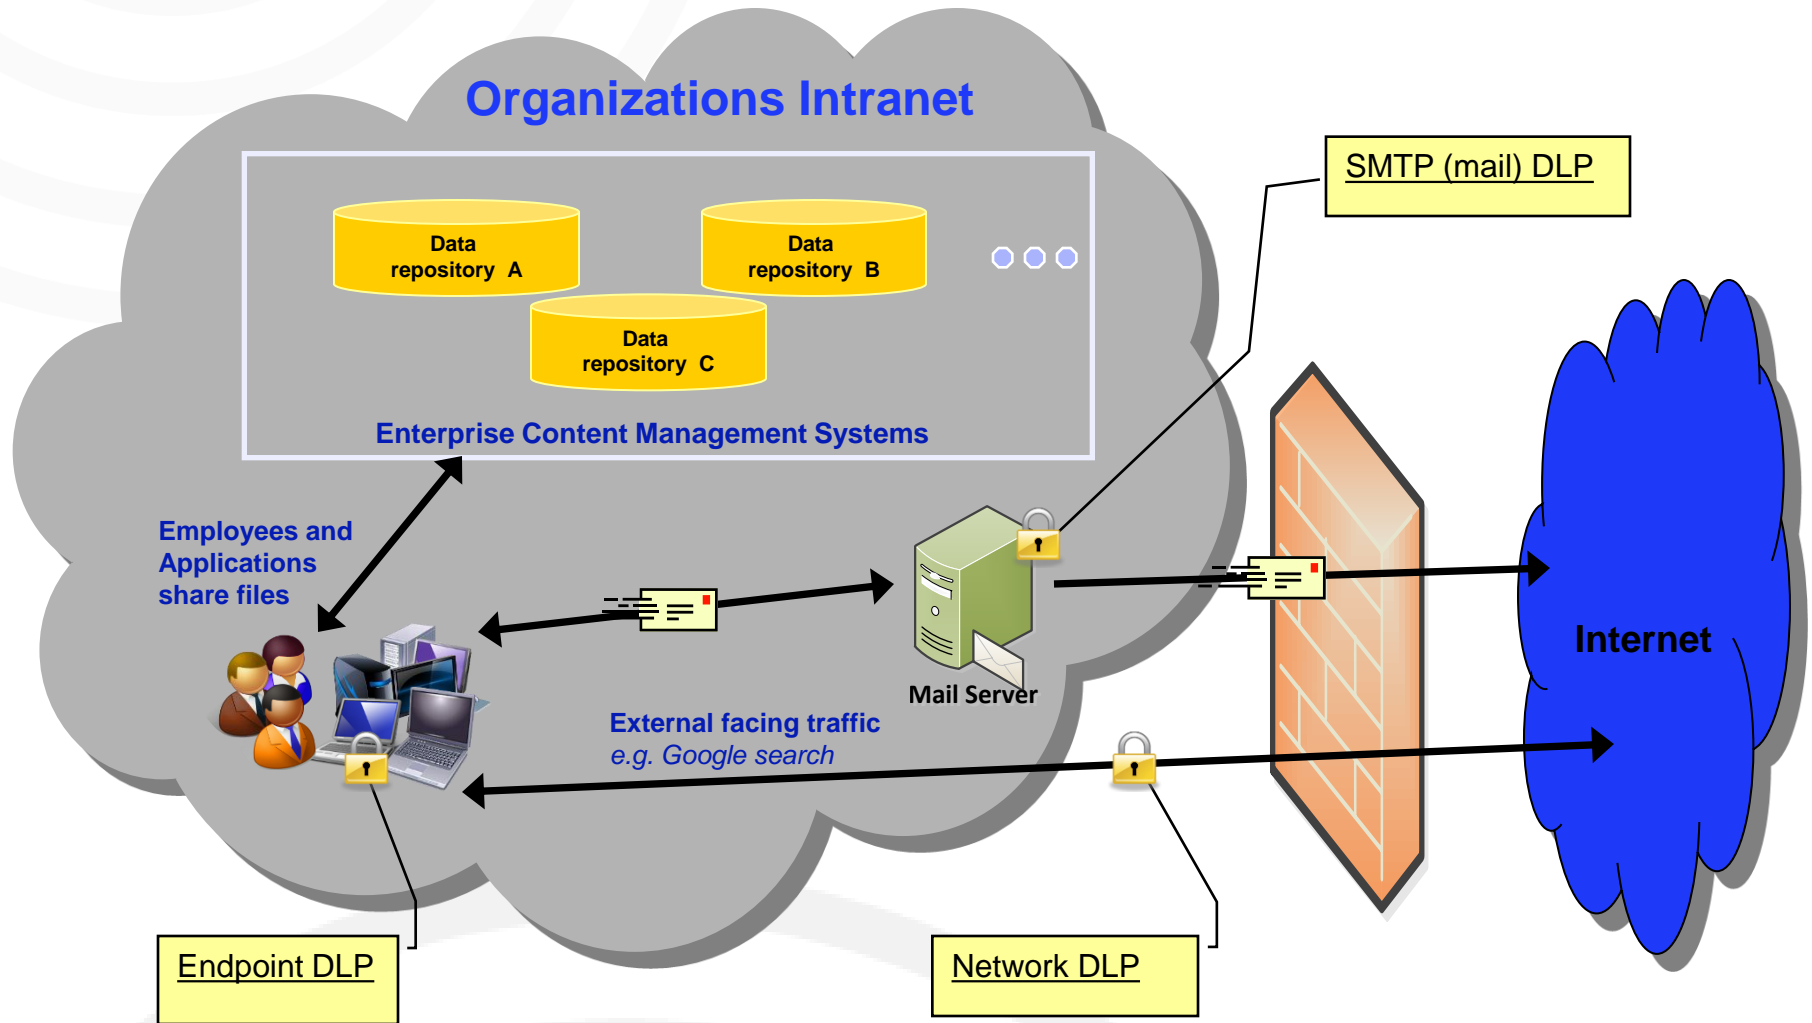 Organizations Intranet
SMTP (mail) DLP
Data
repository A
Data
repository B
Data
repository C
Enterprise Content Management Systems
Employees and
Applications
share files
Mail Server
Internet
External facing traffic
e.g. Google search
Endpoint DLP
Network DLP